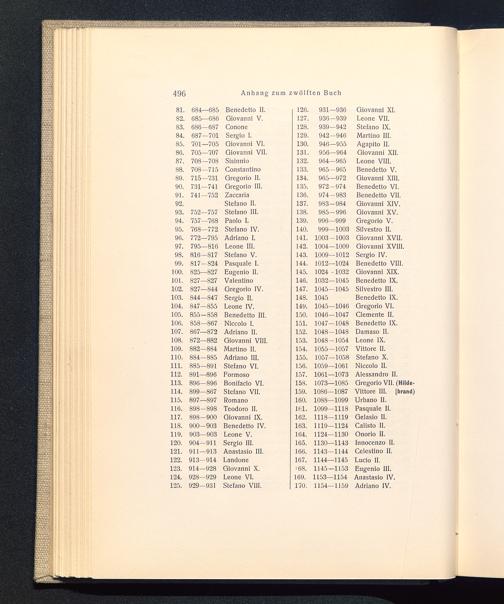 496
Anhang zum zwölften Buch
81. 684—685 Benedetto II.
82. 685—686 Giovanni V.
83. 686—687 Conone
84. 687—701 Sergio I.
85. 701—705 Giovanni VI.
86. 705—707 Giovanni VII.
87. 708—708 Sisinnio
88. 708—715 Constantino
89. 715—731 Gregorio II.
90. 731—741 Gregorio III.
91. 741—752 Zaccaria
92. Stefano II.
93. 752—757 Stefano III.
94. 757—768 Paolo I.
95. 768—772 Stefano IV.
96. 772—795 Adriano I.
97. 795—816 Leone III.
98. 816—817 Stefano V.
99. 817—824 Pasquale I.
100. 825—827 Eugenio II.
101. 827—827 Valentino
102. 827—844 Gregorio IV.
103. 844—847 Sergio II.
104. 847—855 Leone IV.
105. 855—858 Benedetto III.
106. 858—867 Niccolo I.
107. 867—872 Adriano II.
108. 872—882 Giovanni VIII.
109. 882—884 Martino II.
110. 884—885 Adriano III.
111. 885—891 Stefano VI.
112. 891—896 Formoso
113. 896—896 Bonifacio VI.
114. 896—867 Stefano VII.
115. 897—897 Romano
116. 898—898 Teodoro II.
117. 898—900 Giovanni IX.
118. 900—903 Benedetto IV.
119. 903—903 Leone V.
120. 904—911 Sergio III.
121. 911—913 Anastasio III.
122. 913—914 Landone
123. 914—928 Giovanni X.
124. 928—929 Leone VI.
125. 929—931 Stefano VIII.
126. 931—936 Giovanni XI.
127. 936—939 Leone VII.
128. 939—942 Stefano IX.
129. 942—946 Martino III.
130. 946—955 Agapito II.
131. 956—964 Giovanni XII.
132. 964—965 Leone VIII.
133. 965—965 Benedetto V.
134. 965—972 Giovanni XIII.
135. 972—974 Benedetto VI.
136. 974—983 Benedetto VII.
137. 983—984 Giovanni XIV.
138. 985—996 Giovanni XV.
139. 996—999 Gregorio V.
140. 999—1003 Silvestro II.
141. 1003—1003 Giovanni XVII.
142. 1004—1009 Giovanni XVIII.
143. 1009—1012 Sergio IV.
144. 1012—1024 Benedetto VIII.
145. 1024—1032 Giovanni XIX.
146. 1032—1045 Benedetto IX.
147. 1045—1045 Silvestro III.
148. 1045 Benedetto IX.
149. 1045—1046 Gregorio VI.
150. 1046—1047 Clemente II.
151. 1047—1048 Benedetto IX.
152. 1048—1048 Damaso II.
153. 1048—1054 Leone IX.
154. 1055—1057 Vittore II.
155. 1057—1058 Stefano X.
156. 1059—1061 Niccolo II.
157. 1061—1073 Alessandro II.
158. 1073—1085 Gregorio VII. (Hilde-
159. 1086—1087 Vittore III. [brand)
160. 1088—1099 Urbano II.
161. 1099—1118 Pasquale II.
162. 1118—1119 Gelasio II.
163. 1119—1124 Calisto II.
164. 1124—1130 Onorio II.
165. 1130—1143 Innocenzo II.
166. 1143—1144 Celestino II.
167. 1144—1145 Lucio II.
168. 1145—1153 Eugenio III.
169. 1153—1154 Anastasio IV.
170. 1154—1159 Adriano IV.